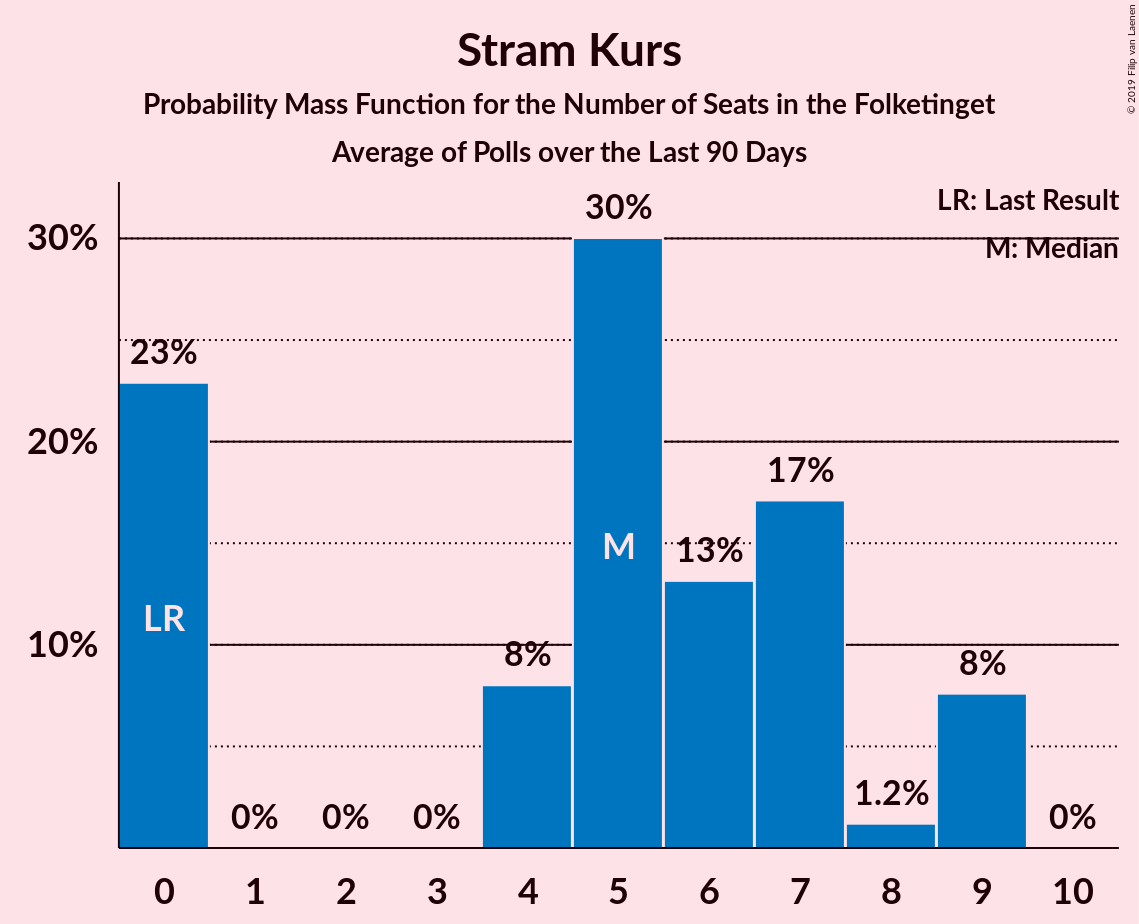 Stram Kurs
Probability Mass Function for the Number of Seats in the Folketinget
Average of Polls over the Last 90 Days
© 2019 Filip van Laenen
LR: Last Result
M: Median
30%
20%
10%
23%
0%
0%
0%
8%
30%
13%
17%
1.2%
8%
0%
LR
M
0 1 2 3 4 5 6 7 8 9 10